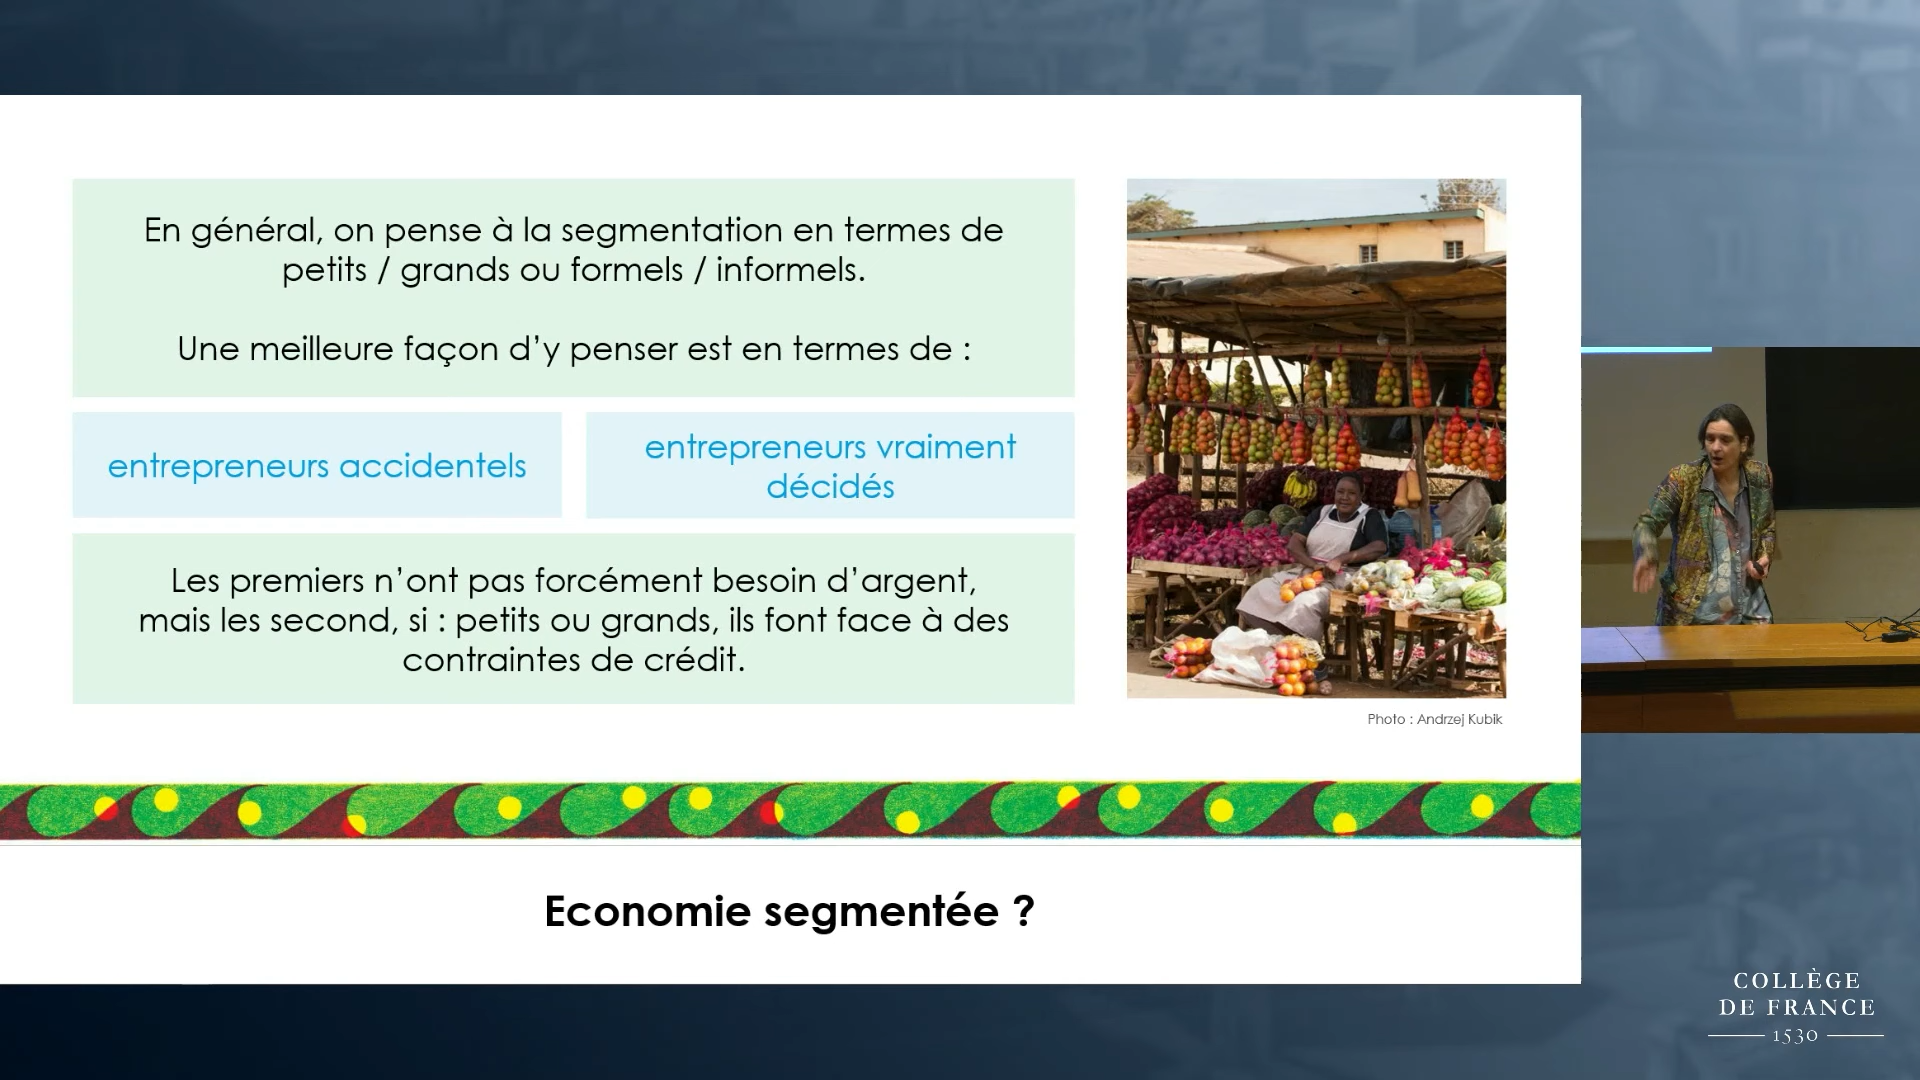 En général, on pense à la segmentation en termes de
petits / grands ou formels / informels.
Une meilleure façon d’y penser est en termes de :
entrepreneurs accidentels
entrepreneurs vraiment
décidés
Les premiers n’ont pas forcément besoin d’argent,
mais les second, si : petits ou grands, ils font face à des
contraintes de crédit.
Photo : Andrzej Kubik
Economie segmentée ?
COLLÈGE
DE FRANCE
1530